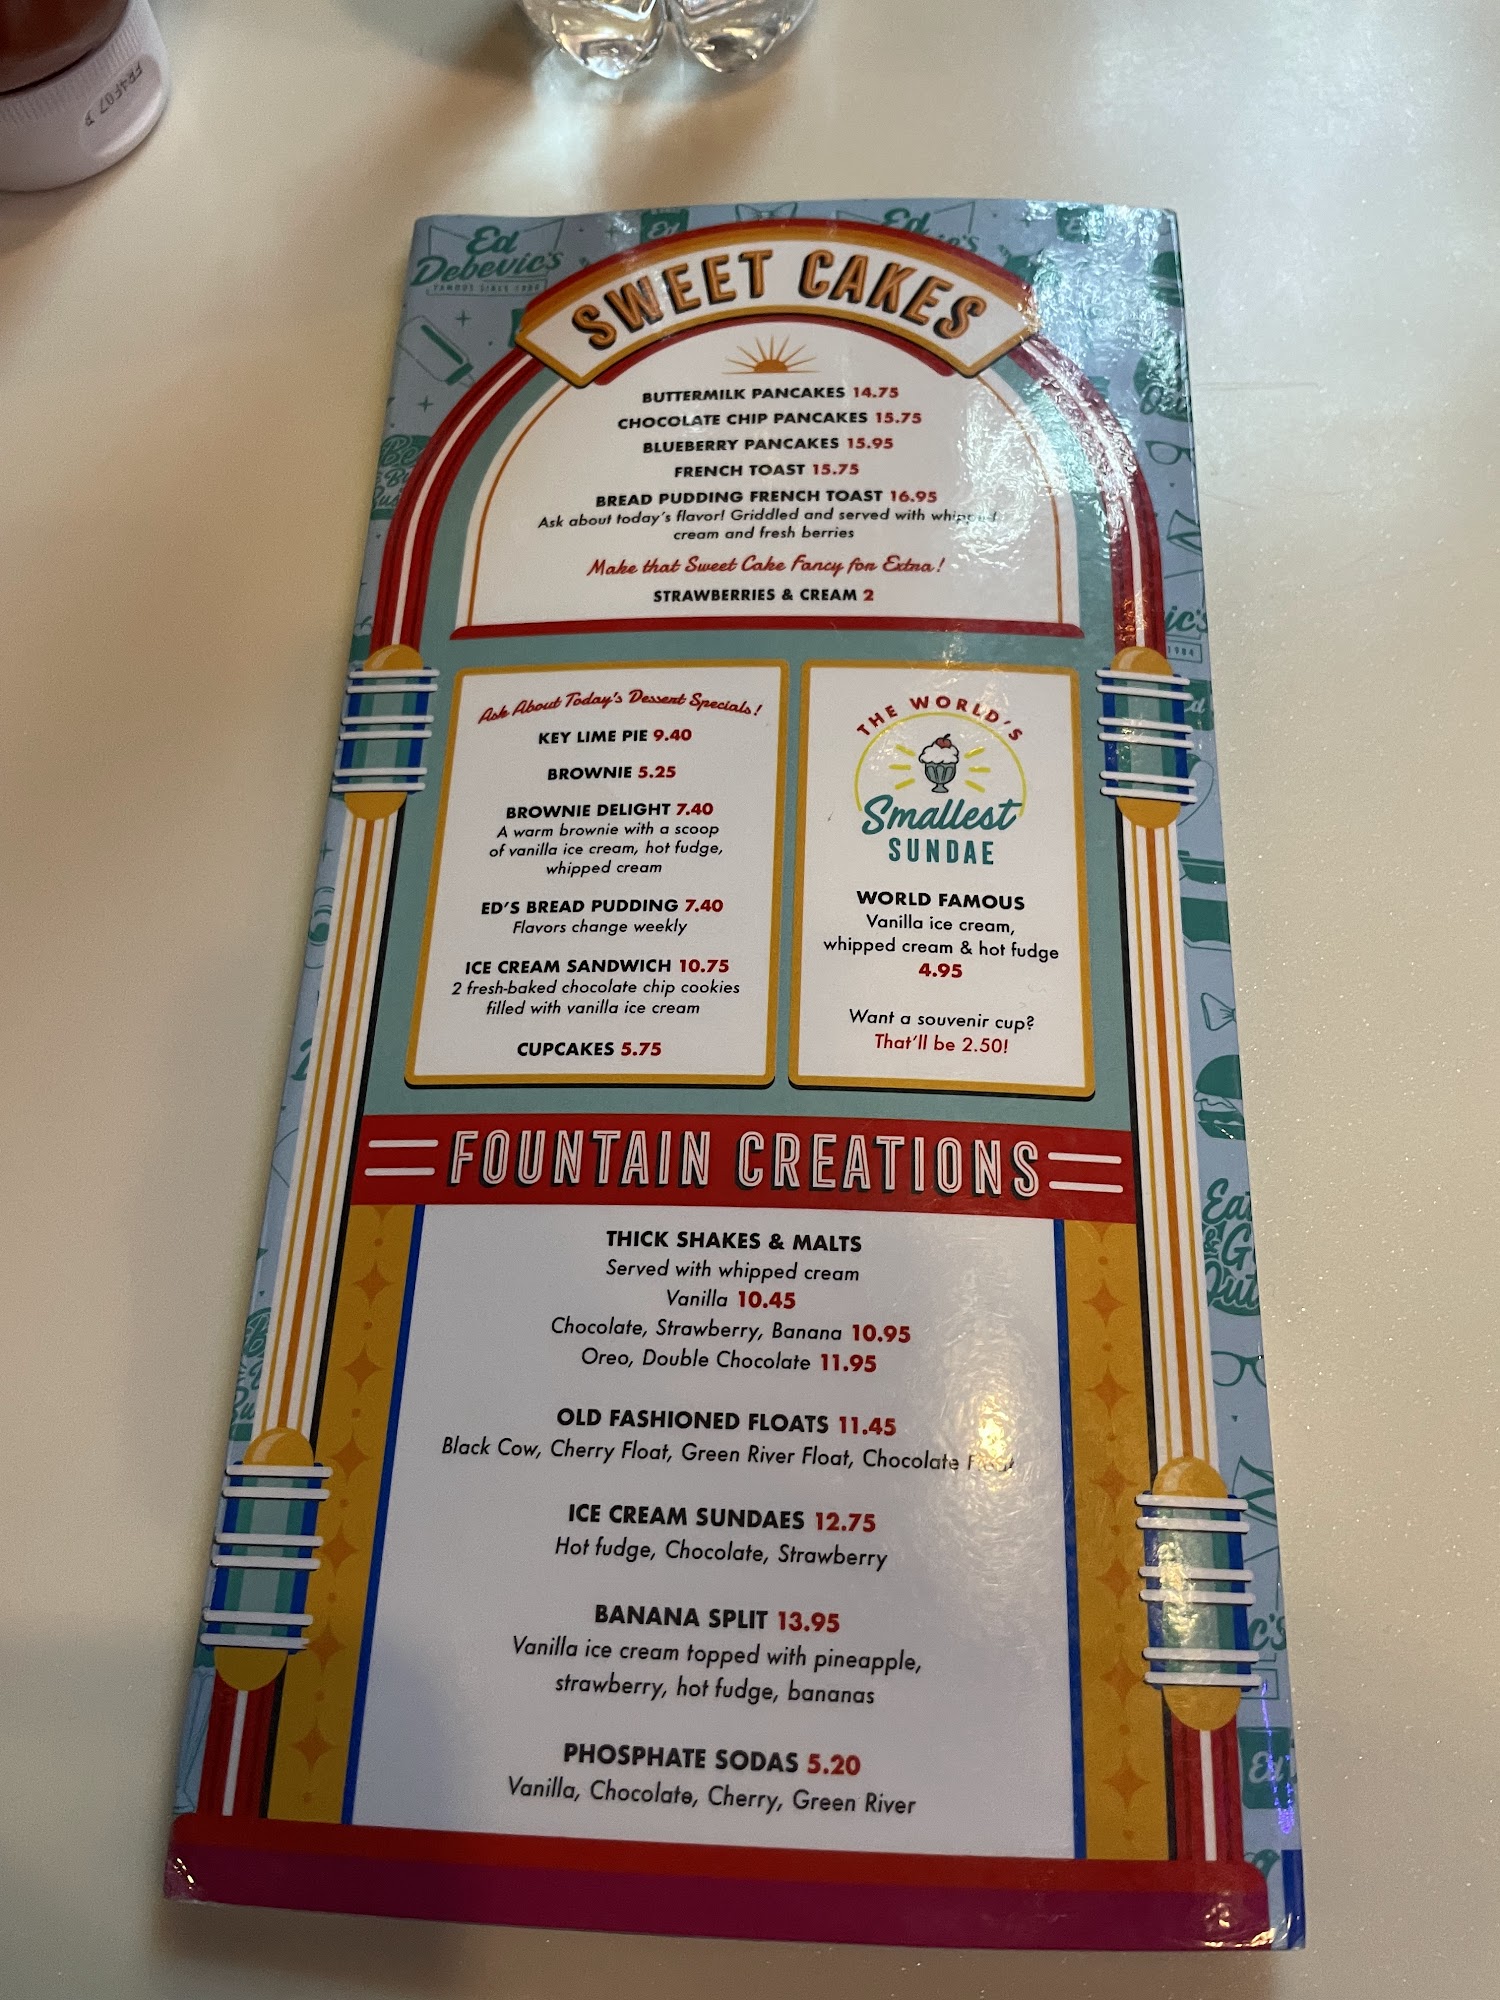 FR4F07 B
Ed
Debevic's
FAMOUS SINCE 1984
Ed
SWEET CAKES
BUTTERMILK PANCAKES 14.75
CHOCOLATE CHIP PANCAKES 15.75
BLUEBERRY PANCAKES 15.95
FRENCH TOAST 15.75
BREAD PUDDING FRENCH TOAST 16.95
Ask about today's flavor! Griddled and served with whipped
cream and fresh berries
Make that Sweet Cake Fancy for Extra!
STRAWBERRIES & CREAM 2
Ask About Today's Dessert Specials!
KEY LIME PIE 9.40
BROWNIE 5.25
BROWNIE DELIGHT 7.40
A warm brownie with a scoop
of vanilla ice cream, hot fudge,
whipped cream
ED'S BREAD PUDDING 7.40
Flavors change weekly
ICE CREAM SANDWICH 10.75
2 fresh-baked chocolate chip cookies
filled with vanilla ice cream
CUPCAKES 5.75
THE WORLD'S
Smallest
SUNDAE
WORLD FAMOUS
Vanilla ice cream,
whipped cream & hot fudge
4.95
Want a souvenir cup?
That'll be 2.50!
FOUNTAIN CREATIONS
THICK SHAKES & MALTS
Served with whipped cream
Vanilla 10.45
Chocolate, Strawberry, Banana 10.95
Oreo, Double Chocolate 11.95
OLD FASHIONED FLOATS 11.45
Black Cow, Cherry Float, Green River Float, Chocolate
ICE CREAM SUNDAES 12.75
Hot fudge, Chocolate, Strawberry
BANANA SPLIT 13.95
Vanilla ice cream topped with pineapple,
strawberry, hot fudge, bananas
PHOSPHATE SODAS 5.20
Vanilla, Chocolate, Cherry, Green River